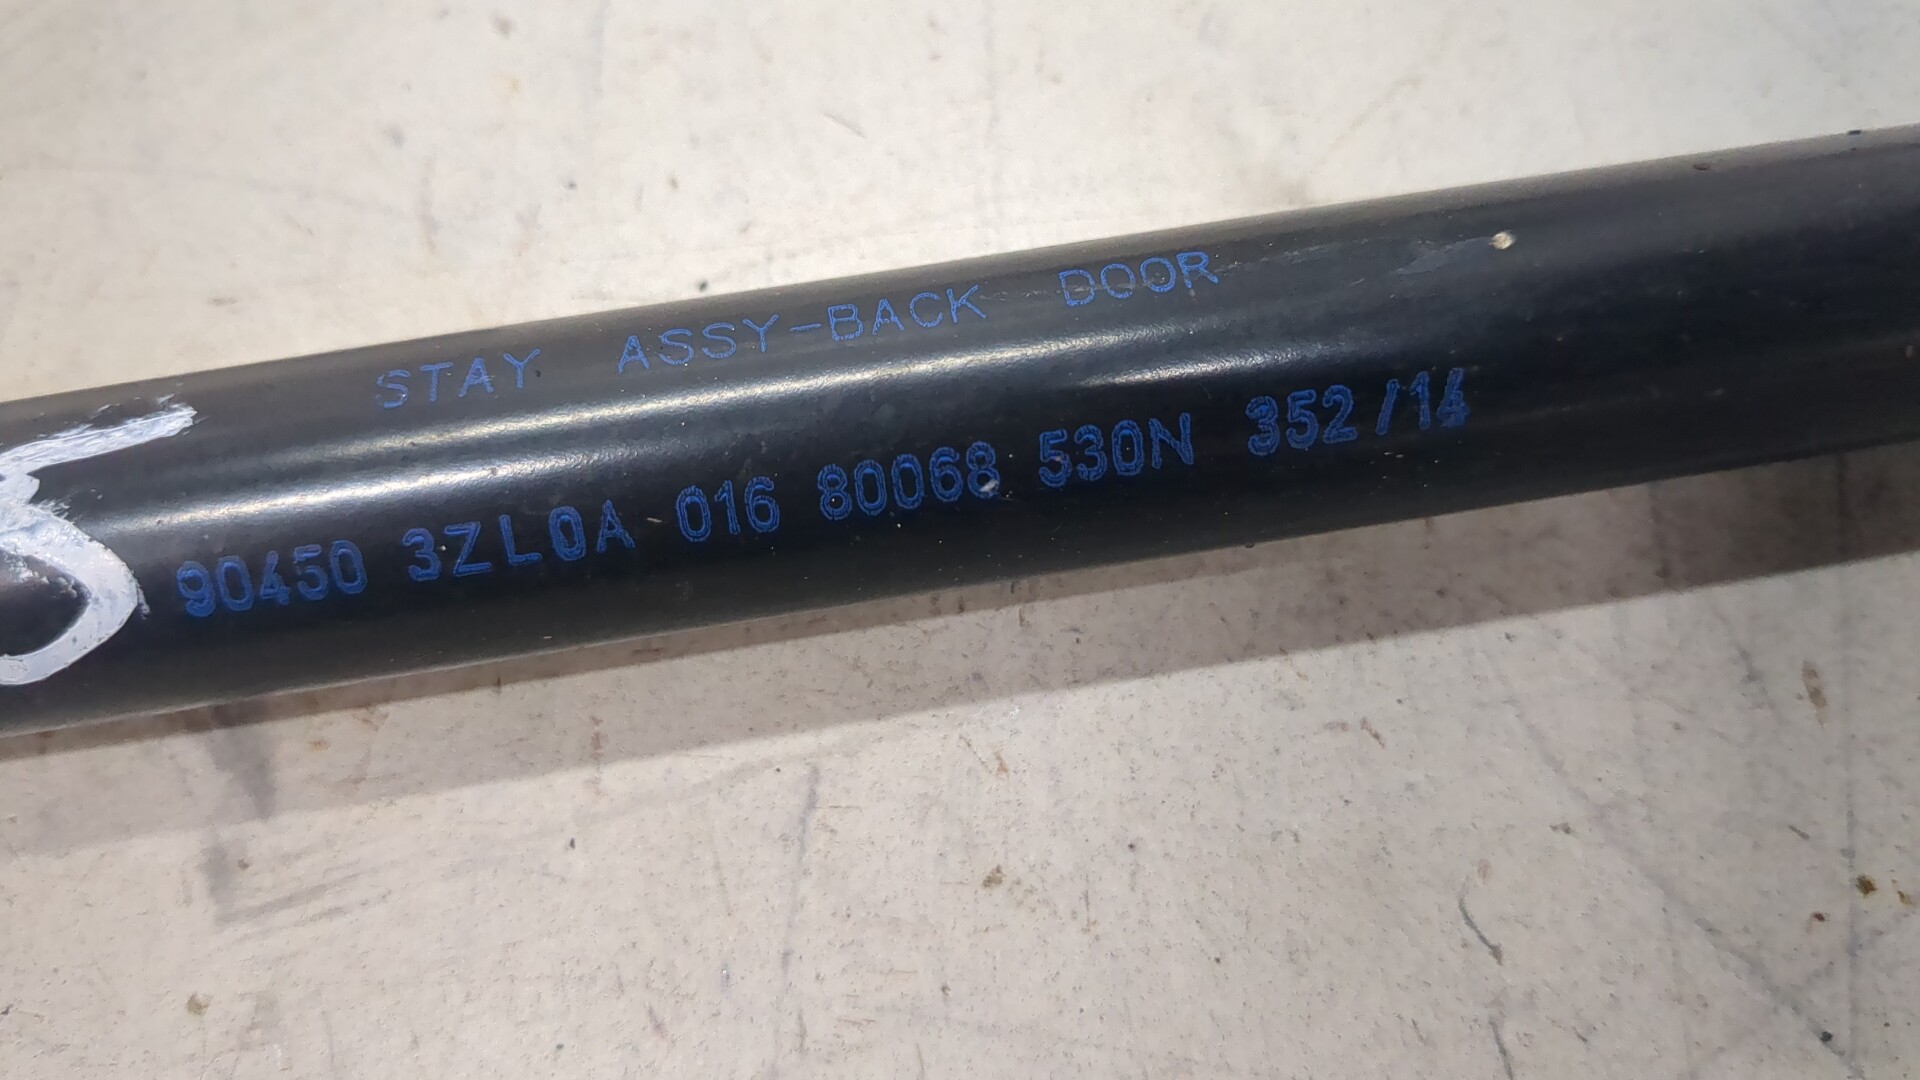 STAY ASSY-BACK DOOR
90450 3ZL0A 016 80068 530N 352/14